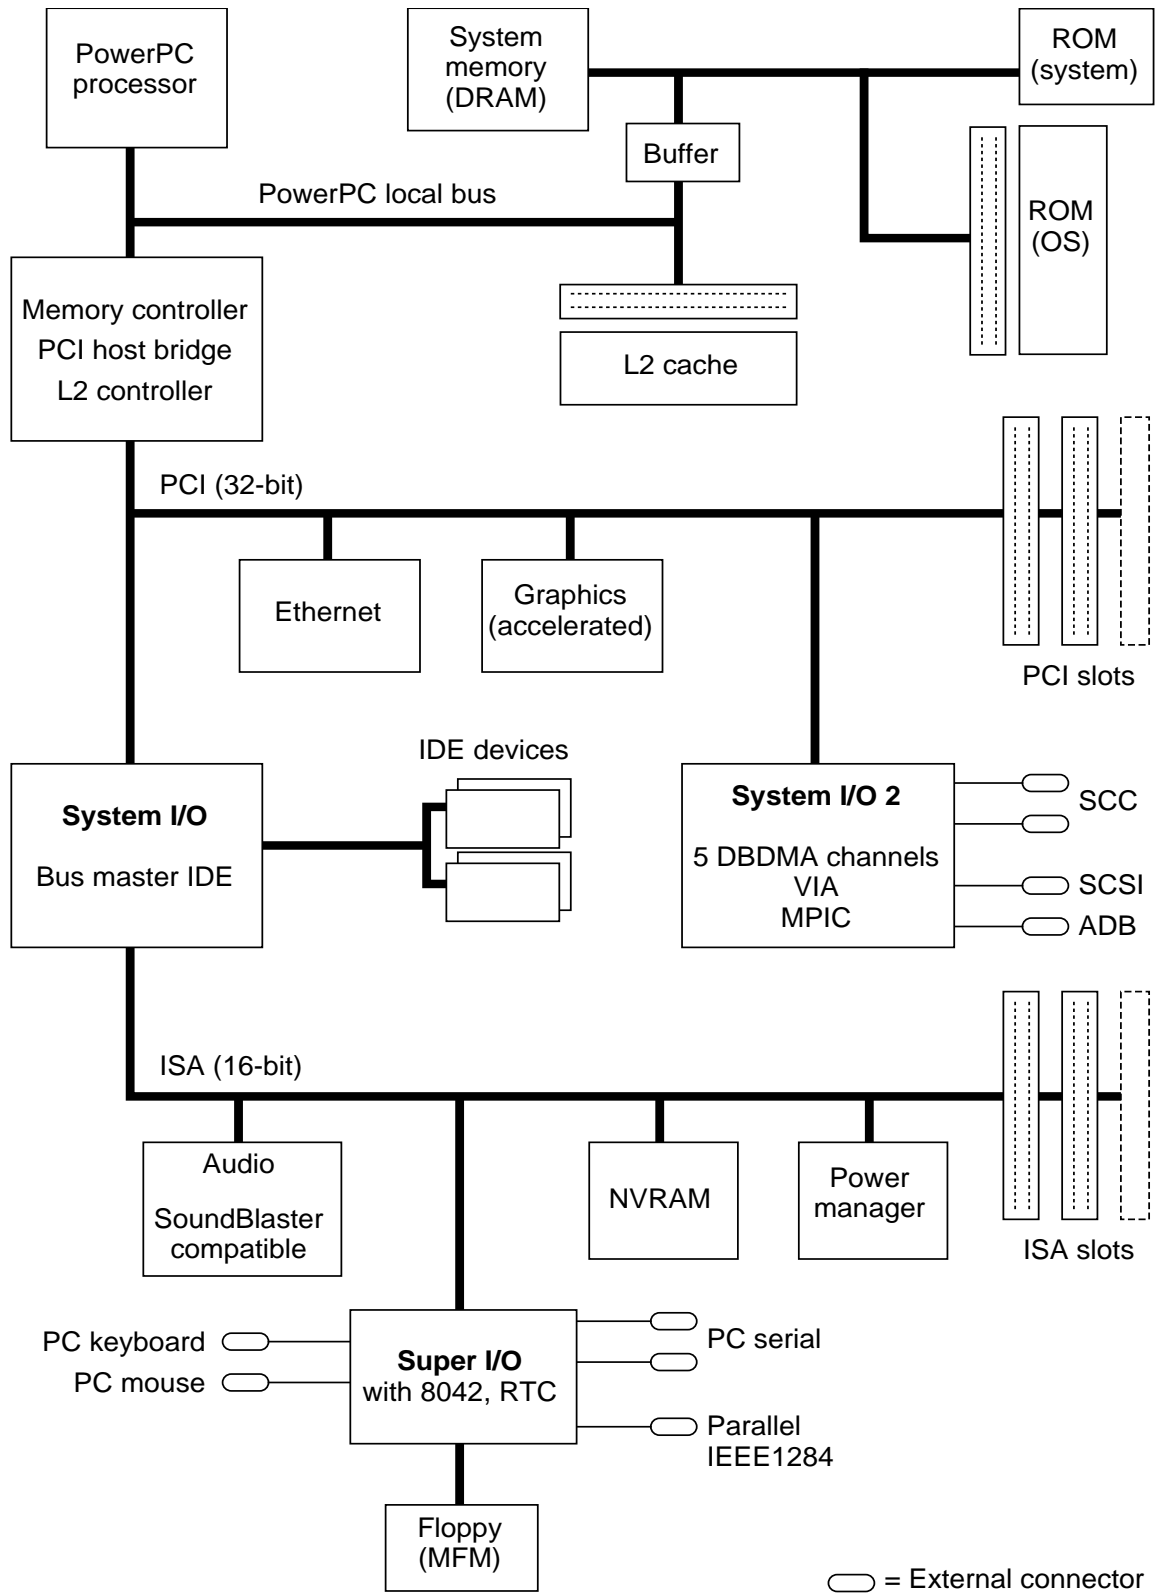 PowerPC
processor
System
memory
(DRAM)
ROM
(system)
Buffer
PowerPC local bus
ROM
(OS)
Memory controller
PCI host bridge
L2 controller
L2 cache
PCI (32-bit)
Ethernet
Graphics
(accelerated)
PCI slots
IDE devices
System I/O
Bus master IDE
System I/O 2
5 DBDMA channels
VIA
MPIC
SCC
SCSI
ADB
ISA (16-bit)
Audio
SoundBlaster
compatible
NVRAM
Power
manager
ISA slots
PC keyboard
PC mouse
Super I/O
with 8042, RTC
PC serial
Parallel
IEEE1284
Floppy
(MFM)
= External connector